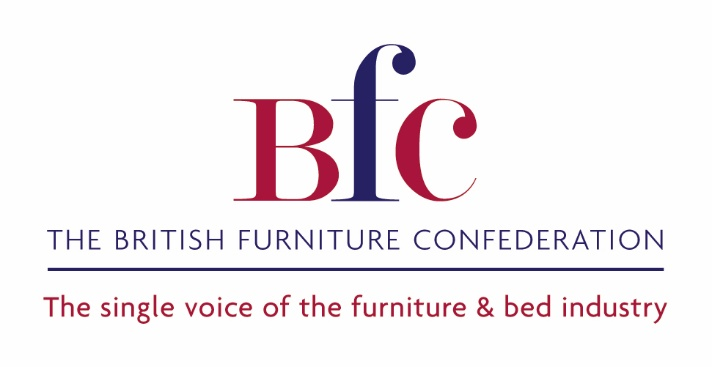 BfC
THE BRITISH FURNITURE CONFEDERATION
The single voice of the furniture & bed industry